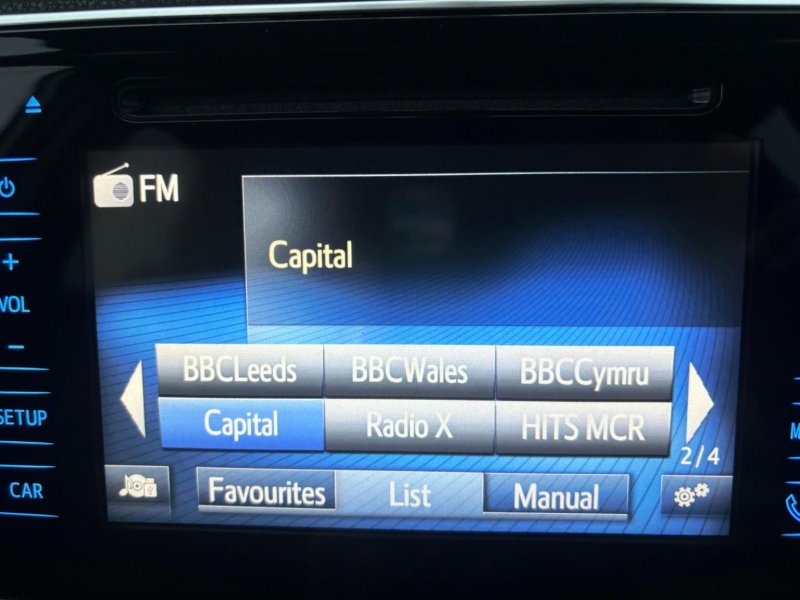 FM
Capital
BBCLeeds BBCWales BBCCymru
Capital Radio X HITS MCR
2/4
Favourites List Manual
+
VOL
−
SETUP
CAR
M